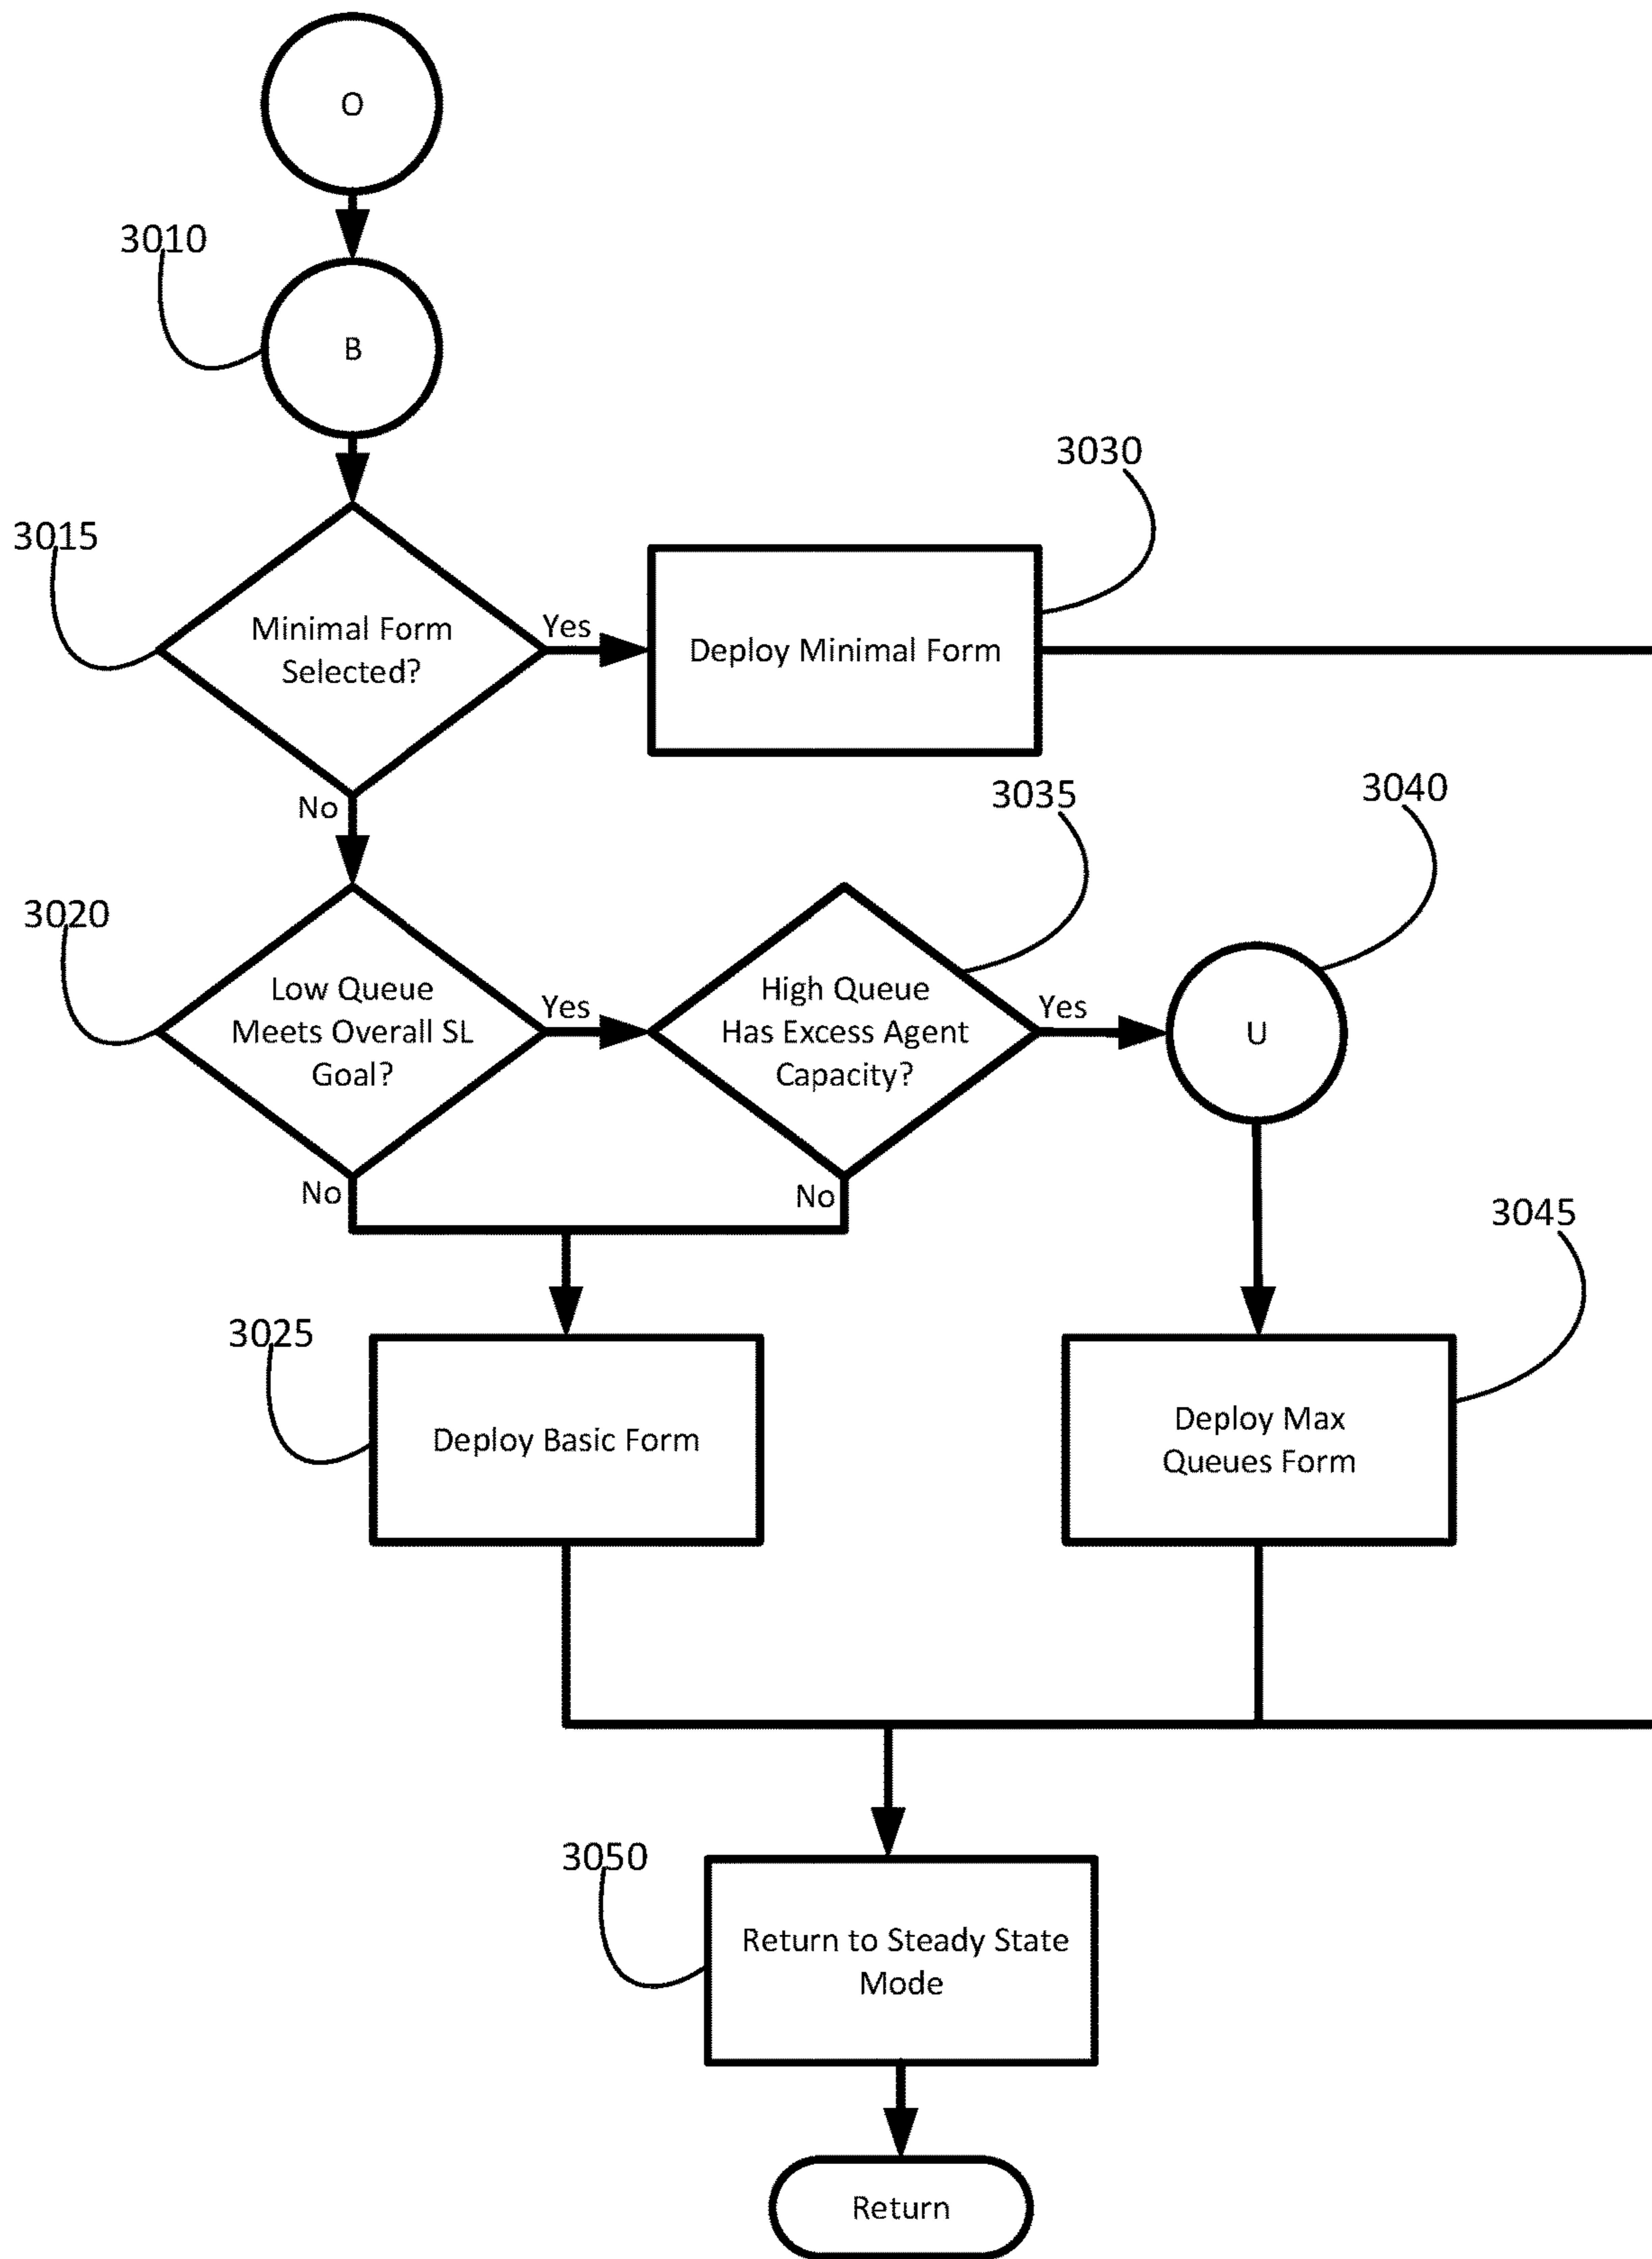 O
3010
B
3030
3015
Minimal Form
Selected?
Yes
Deploy Minimal Form
No
3035
3040
3020
Low Queue
Meets Overall SL
Goal?
Yes
High Queue
Has Excess Agent
Capacity?
Yes
U
No
No
3045
3025
Deploy Basic Form
Deploy Max
Queues Form
3050
Return to Steady State
Mode
Return